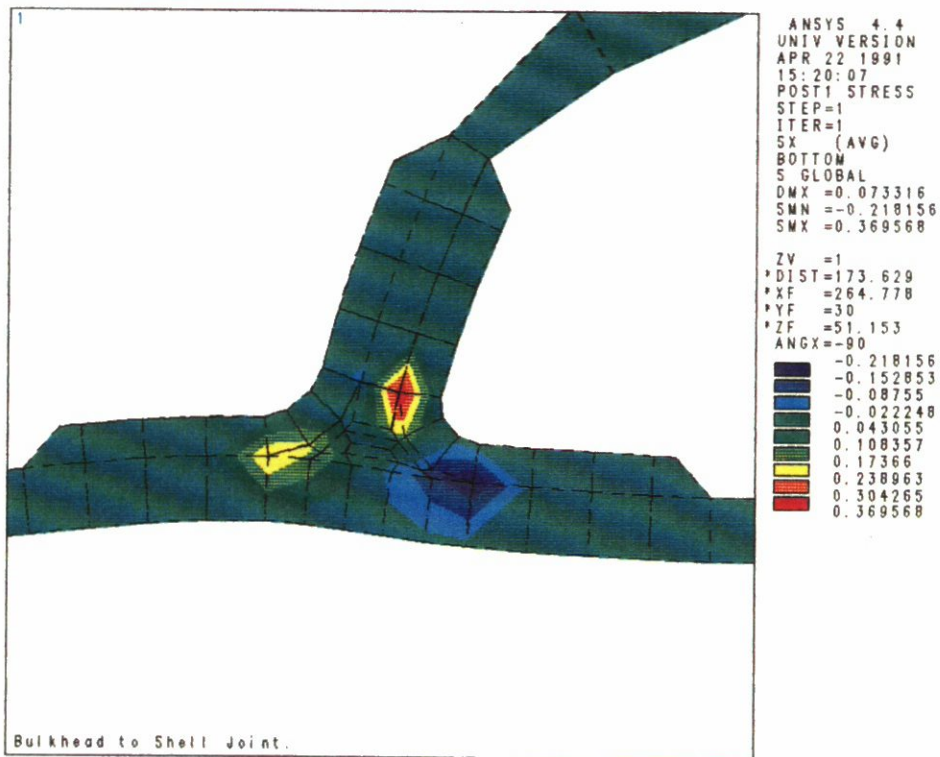 1
ANSYS 4.4
UNIV VERSION
APR 22 1991
15:20:07
POST1 STRESS
STEP=1
ITER=1
SX (AVG)
BOTTOM
S GLOBAL
DMX =0.073316
SMN =-0.218156
SMX =0.369568
ZV =1
*DIST=173.629
*XF =264.778
*YF =30
*ZF =51.153
ANGX=-90
-0.218156
-0.152853
-0.08755
-0.022248
0.043055
0.108357
0.17366
0.238963
0.304265
0.369568
Bulkhead to Shell Joint.